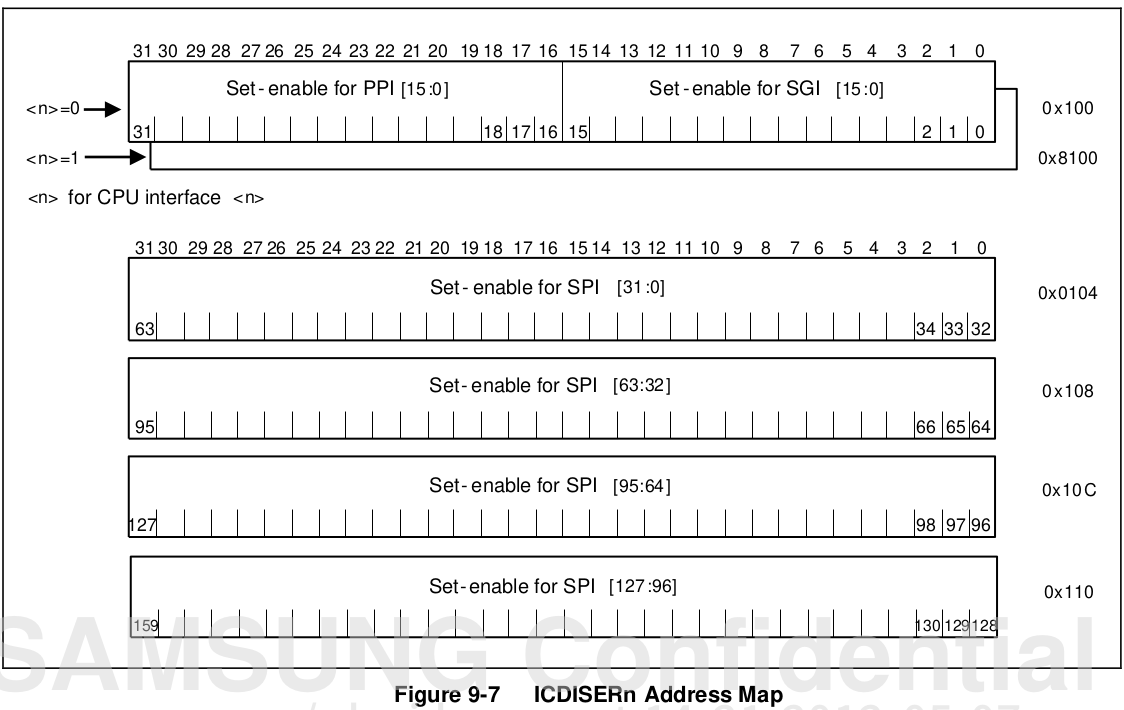 31 30 29 28 27 26 25 24 23 22 21 20 19 18 17 16 15 14 13 12 11 10 9 8 7 6 5 4 3 2 1 0
Set-enable for PPI [15:0] Set-enable for SGI [15:0]
<n>=0 0x100
31 18 17 16 15 2 1 0
<n>=1 0x8100
<n> for CPU interface <n>
31 30 29 28 27 26 25 24 23 22 21 20 19 18 17 16 15 14 13 12 11 10 9 8 7 6 5 4 3 2 1 0
Set-enable for SPI [31:0] 0x0104
63 34 33 32
Set-enable for SPI [63:32] 0x108
95 66 65 64
Set-enable for SPI [95:64] 0x10C
127 98 97 96
Set-enable for SPI [127:96] 0x110
159 130 129 128
SAMSUNG Confidential
Figure 9-7 ICDISERn Address Map